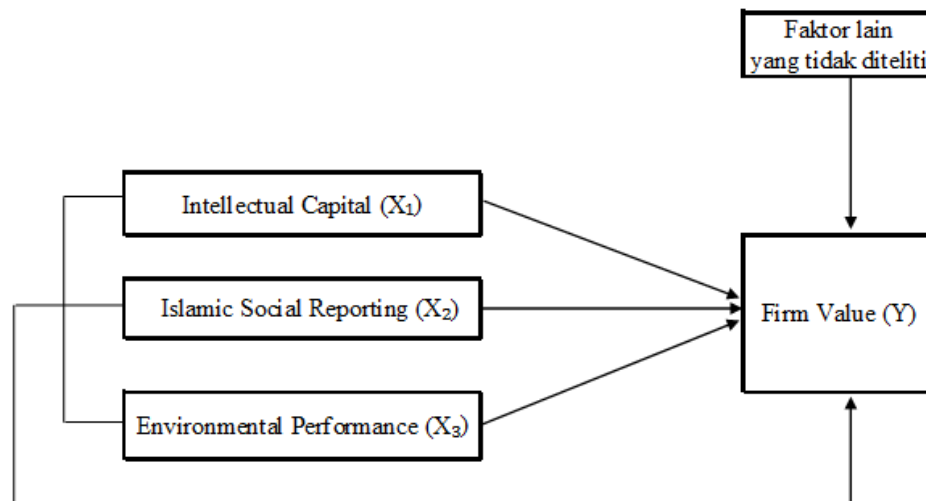 Faktor lain
yang tidak diteliti
Intellectual Capital (X₁)
Islamic Social Reporting (X₂)
Firm Value (Y)
Environmental Performance (X₃)